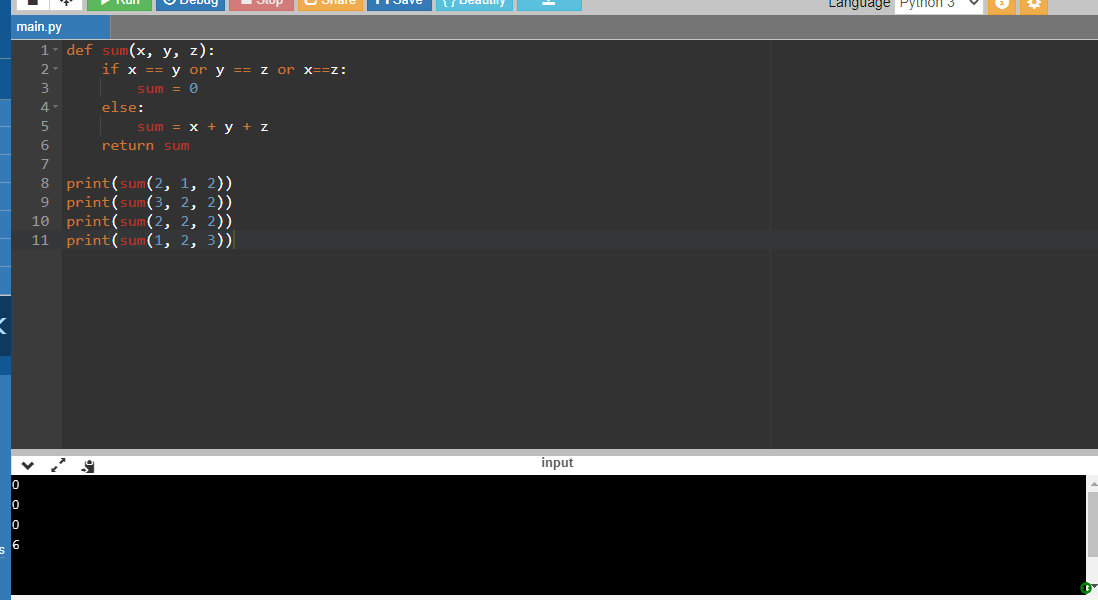 Run Debug Stop Share Save { } Beautify
Language Python 3
main.py
1 def sum(x, y, z):
2     if x == y or y == z or x==z:
3         sum = 0
4     else:
5         sum = x + y + z
6     return sum
7
8 print(sum(2, 1, 2))
9 print(sum(3, 2, 2))
10 print(sum(2, 2, 2))
11 print(sum(1, 2, 3))
input
0
0
0
6
s